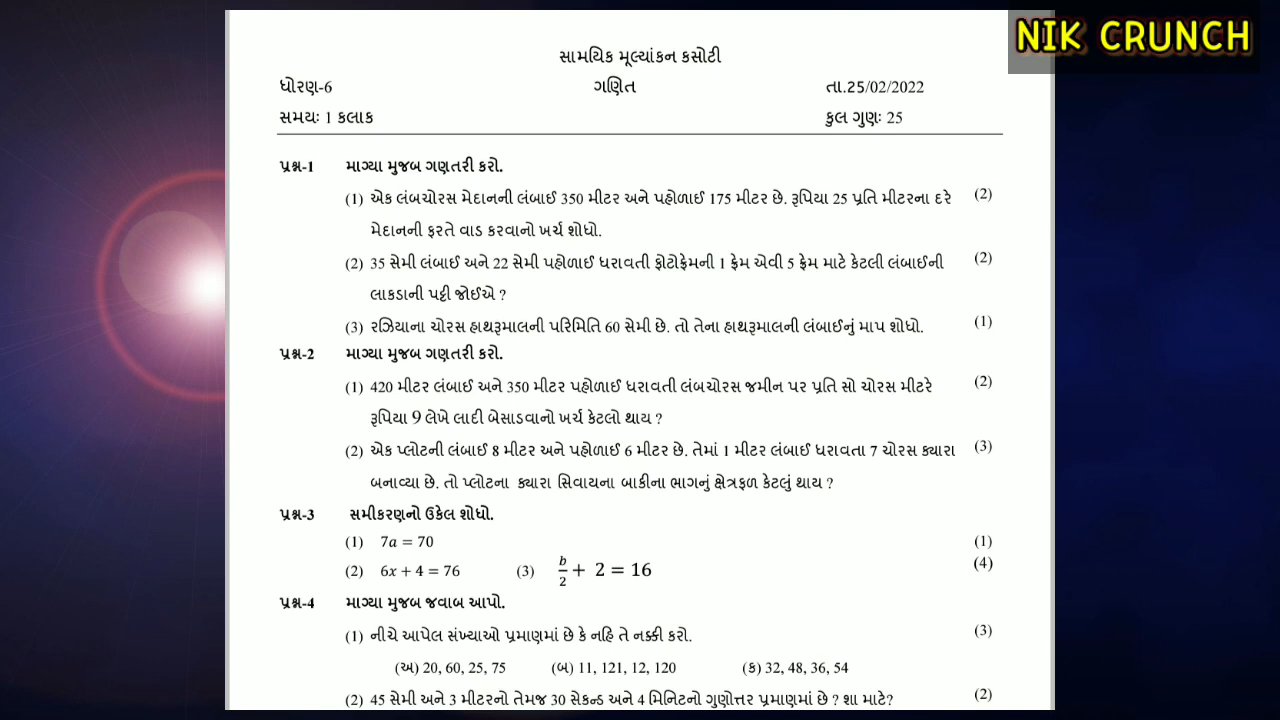 NIK CRUNCH
સામયિક મૂલ્યાંકન કસોટી
ધોરણ-6 ગણિત તા.25/02/2022
સમયઃ 1 કલાક કુલ ગુણઃ 25
પ્રશ્ન-1 માગ્યા મુજબ ગણતરી કરો.
(1) એક લંબચોરસ મેદાનની લંબાઈ 350 મીટર અને પહોળાઈ 175 મીટર છે. રૂપિયા 25 પ્રતિ મીટરના દરે (2)
મેદાનની ફરતે વાડ કરવાનો ખર્ચ શોધો.
(2) 35 સેમી લંબાઈ અને 22 સેમી પહોળાઈ ધરાવતી ફોટોફ્રેમની 1 ફ્રેમ એવી 5 ફ્રેમ માટે કેટલી લંબાઈની (2)
લાકડાની પટ્ટી જોઈએ ?
(3) રઝિયાના ચોરસ હાથરૂમાલની પરિમિતિ 60 સેમી છે. તો તેના હાથરૂમાલની લંબાઈનું માપ શોધો. (1)
પ્રશ્ન-2 માગ્યા મુજબ ગણતરી કરો.
(1) 420 મીટર લંબાઈ અને 350 મીટર પહોળાઈ ધરાવતી લંબચોરસ જમીન પર પ્રતિ સો ચોરસ મીટરે (2)
રૂપિયા 9 લેખે લાદી બેસાડવાનો ખર્ચ કેટલો થાય ?
(2) એક પ્લોટની લંબાઈ 8 મીટર અને પહોળાઈ 6 મીટર છે. તેમાં 1 મીટર લંબાઈ ધરાવતા 7 ચોરસ ક્યારા (3)
બનાવ્યા છે. તો પ્લોટના ક્યારા સિવાયના બાકીના ભાગનું ક્ષેત્રફળ કેટલું થાય ?
પ્રશ્ન-3 સમીકરણનો ઉકેલ શોધો.
(1) 7a = 70 (1)
(2) 6x + 4 = 76 (3) b/2 + 2 = 16 (4)
પ્રશ્ન-4 માગ્યા મુજબ જવાબ આપો.
(1) નીચે આપેલ સંખ્યાઓ પ્રમાણમાં છે કે નહિ તે નક્કી કરો. (3)
(અ) 20, 60, 25, 75 (બ) 11, 121, 12, 120 (ક) 32, 48, 36, 54
(2) 45 સેમી અને 3 મીટરનો તેમજ 30 સેકન્ડ અને 4 મિનિટનો ગુણોત્તર પ્રમાણમાં છે ? શા માટે? (2)